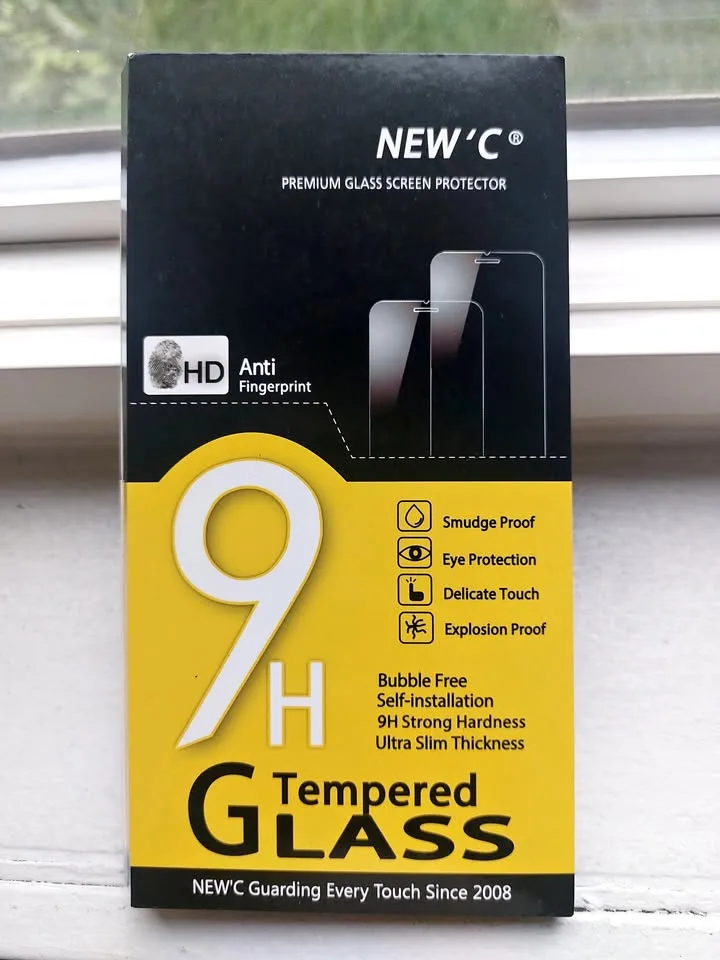 NEW'C®
PREMIUM GLASS SCREEN PROTECTOR
HD
Anti
Fingerprint
9H
Smudge Proof
Eye Protection
Delicate Touch
Explosion Proof
Bubble Free
Self-installation
9H Strong Hardness
Ultra Slim Thickness
Tempered
GLASS
NEW'C Guarding Every Touch Since 2008